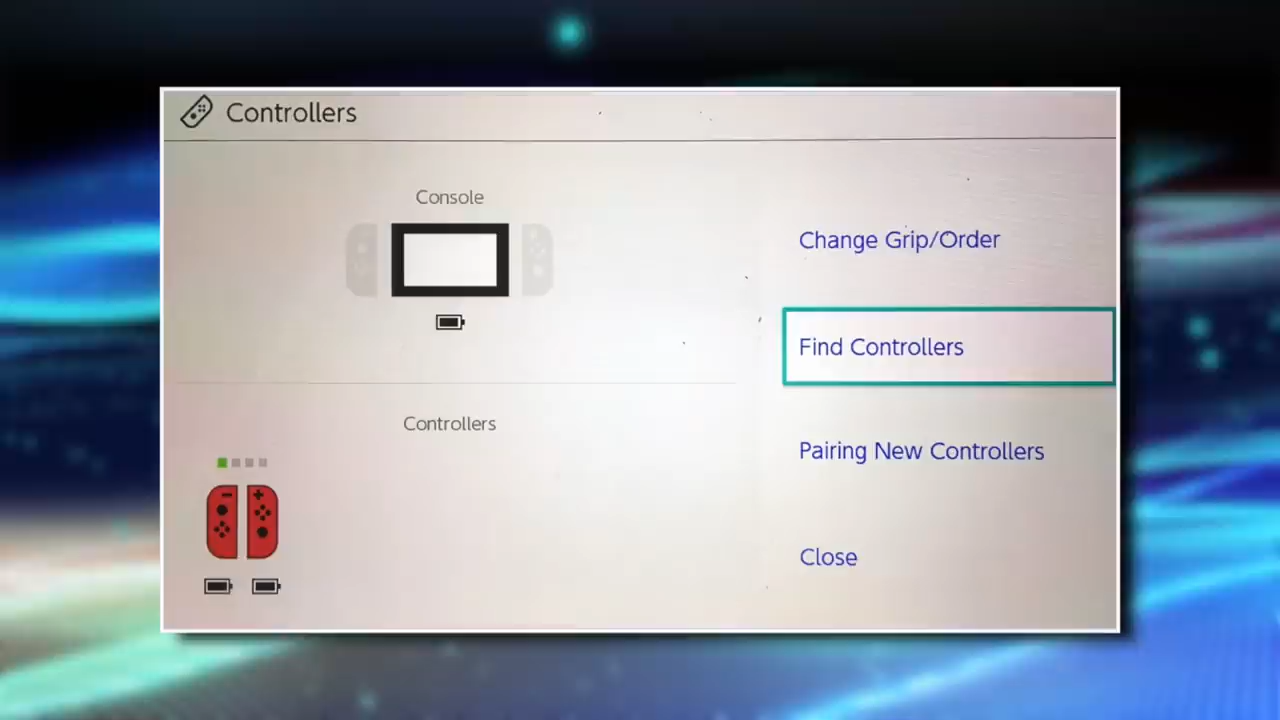 Controllers
Console
Controllers
Change Grip/Order
Find Controllers
Pairing New Controllers
Close